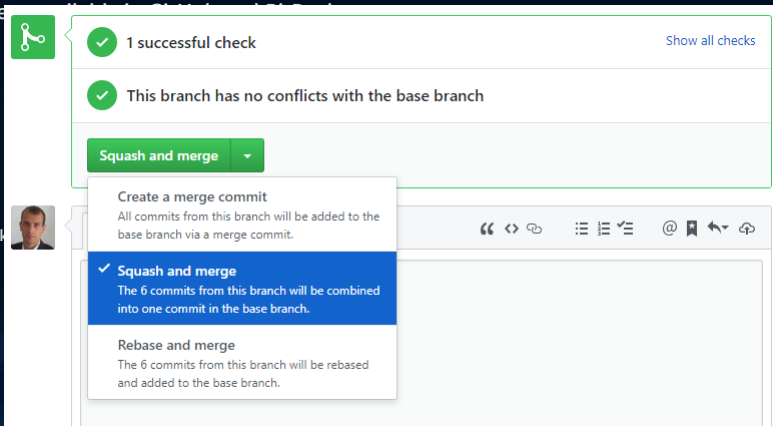 1 successful check
Show all checks
This branch has no conflicts with the base branch
Squash and merge
Create a merge commit
All commits from this branch will be added to the
base branch via a merge commit.
Squash and merge
The 6 commits from this branch will be combined
into one commit in the base branch.
Rebase and merge
The 6 commits from this branch will be rebased
and added to the base branch.